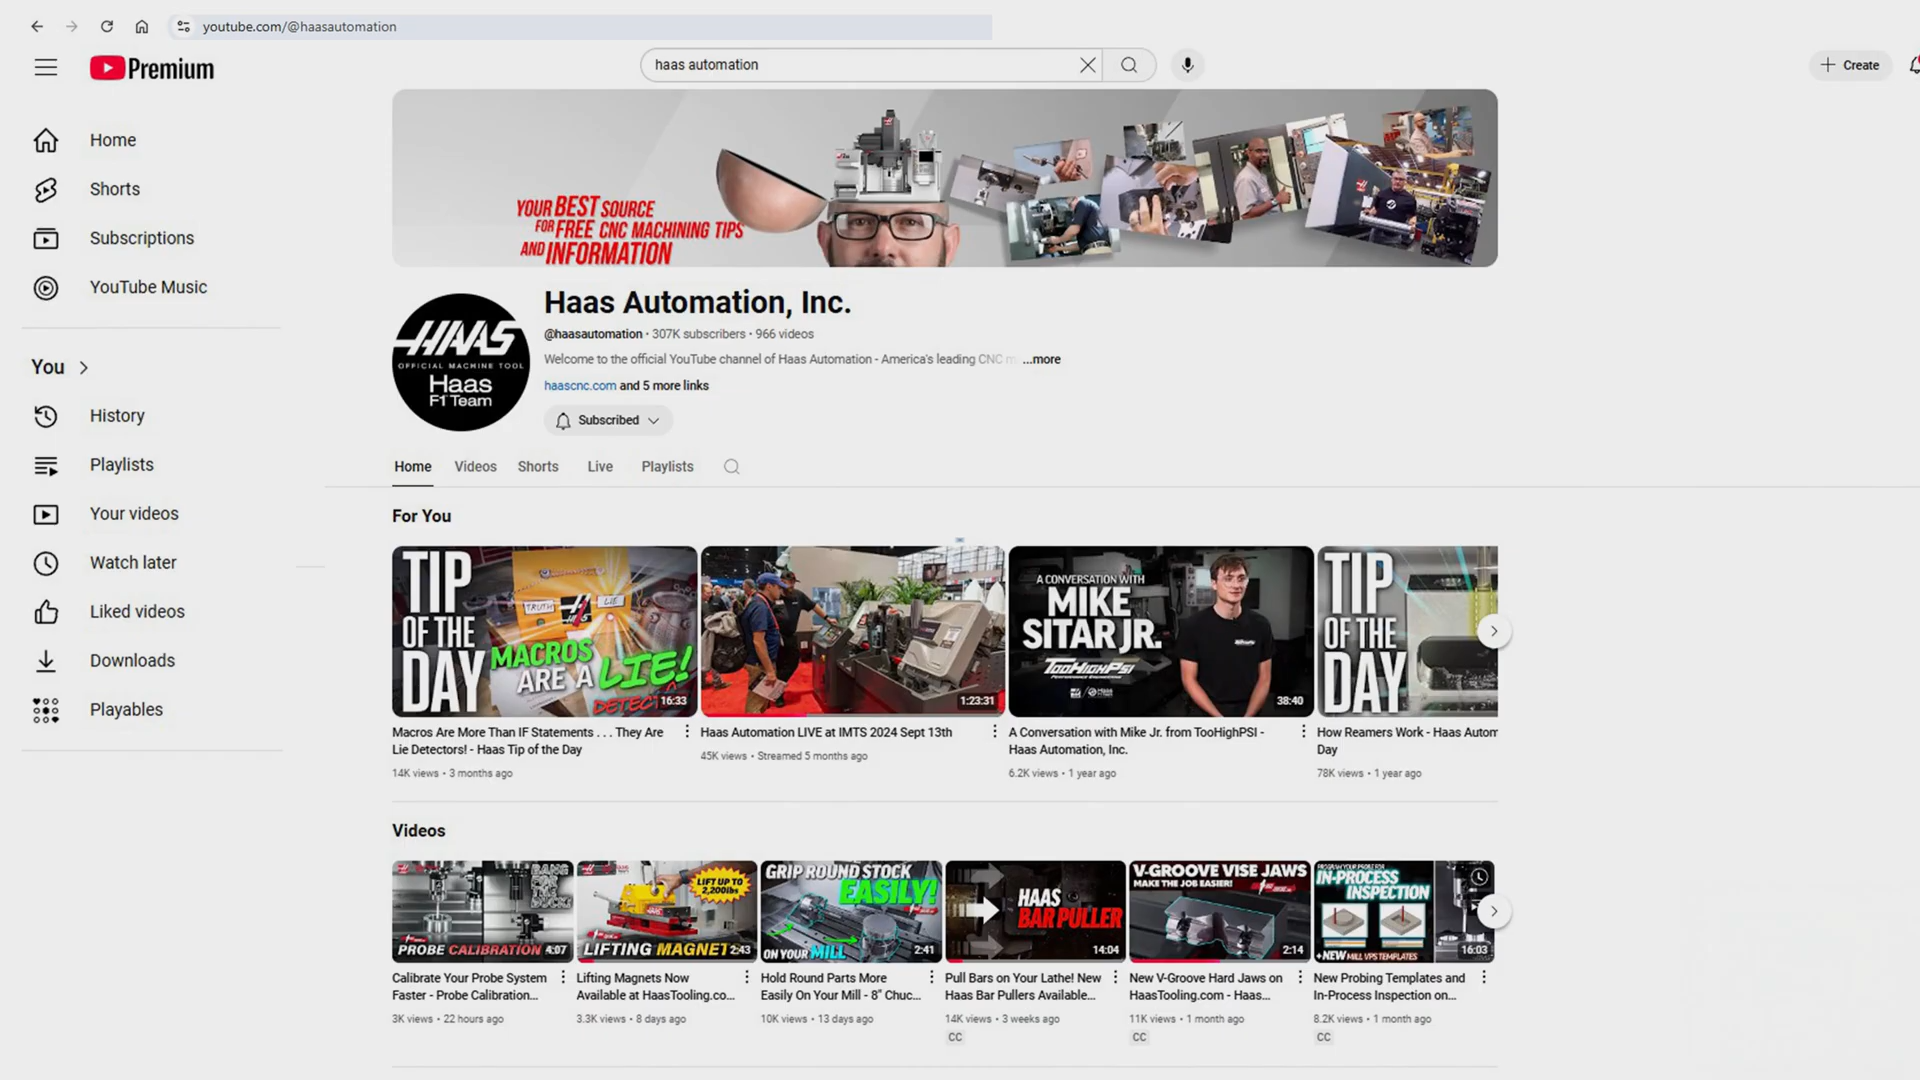 youtube.com/@haasautomation
Premium
haas automation
Create
Home
Shorts
Subscriptions
YouTube Music
You
History
Playlists
Your videos
Watch later
Liked videos
Downloads
Playables
YOUR BEST SOURCE
FOR FREE CNC MACHINING TIPS
AND INFORMATION
HAAS
OFFICIAL MACHINE TOOL
Haas
F1 Team
Haas Automation, Inc.
@haasautomation • 307K subscribers • 966 videos
Welcome to the official YouTube channel of Haas Automation - America's leading CNC m ...more
haascnc.com and 5 more links
Subscribed
Home Videos Shorts Live Playlists
For You
TIP
OF THE
DAY
TRUTH
LIE
MACROS
ARE A LIE!
DETECT
16:33
1:23:31
A CONVERSATION WITH
MIKE
SITAR JR.
TooHighPSI
38:40
TIP
OF THE
DAY
Macros Are More Than IF Statements . . . They Are
Lie Detectors! - Haas Tip of the Day
14K views • 3 months ago
Haas Automation LIVE at IMTS 2024 Sept 13th
45K views • Streamed 5 months ago
A Conversation with Mike Jr. from TooHighPSI -
Haas Automation, Inc.
6.2K views • 1 year ago
How Reamers Work - Haas Autom
Day
78K views • 1 year ago
Videos
BANG
FOR YOUR
BUCK!
PROBE CALIBRATION 4:07
LIFT UP TO
2,200lbs
LIFTING MAGNET 2:43
GRIP ROUND STOCK
EASILY!
ON YOUR MILL
2:41
HAAS
BAR PULLER
14:04
V-GROOVE VISE JAWS
MAKE THE JOB EASIER!
2:14
PROGRAM YOUR PROBE FOR
IN-PROCESS
INSPECTION
+NEW MILL VPS TEMPLATES
16:03
Calibrate Your Probe System
Faster - Probe Calibration...
3K views • 22 hours ago
Lifting Magnets Now
Available at HaasTooling.co...
3.3K views • 8 days ago
Hold Round Parts More
Easily On Your Mill - 8" Chuc...
10K views • 13 days ago
Pull Bars on Your Lathe! New
Haas Bar Pullers Available...
14K views • 3 weeks ago
CC
New V-Groove Hard Jaws on
HaasTooling.com - Haas...
11K views • 1 month ago
CC
New Probing Templates and
In-Process Inspection on...
8.2K views • 1 month ago
CC